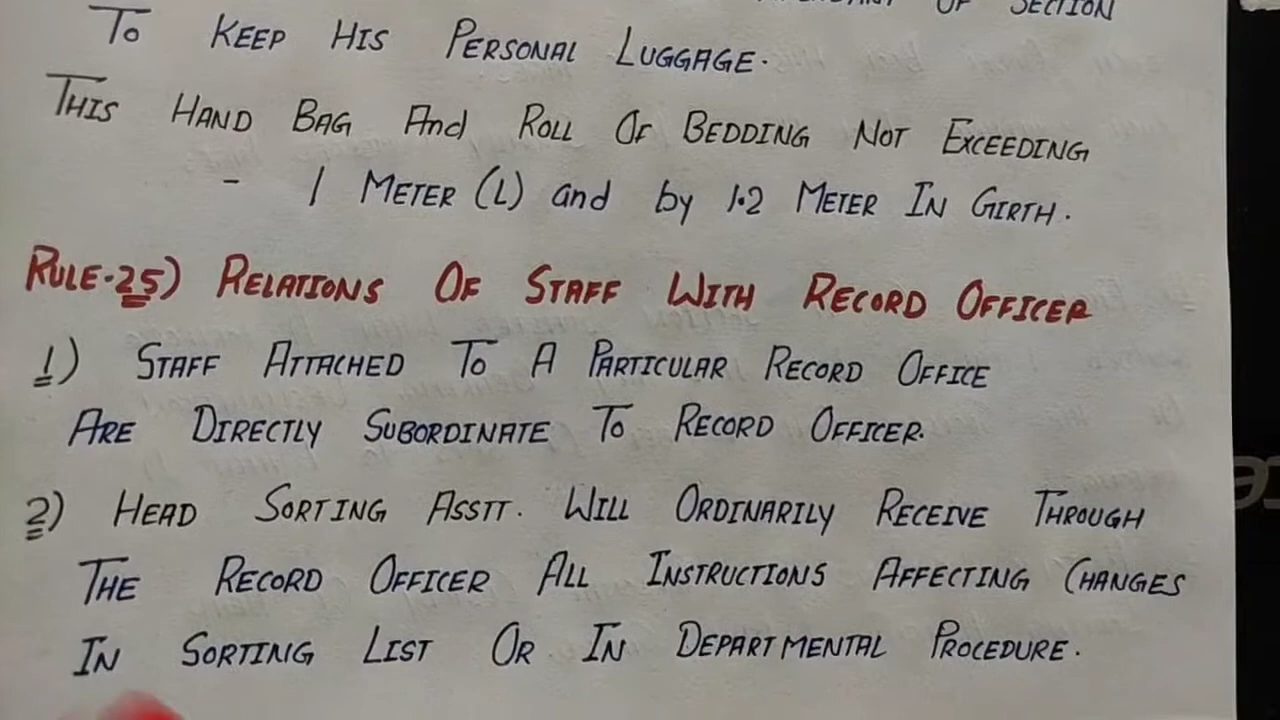 OF SECTION
TO KEEP HIS PERSONAL LUGGAGE.
THIS HAND BAG And ROLL OF BEDDING NOT EXCEEDING
- 1 METER (L) and by 1.2 METER IN GIRTH.
RULE-25) RELATIONS OF STAFF WITH RECORD OFFICER
1) STAFF ATTACHED TO A PARTICULAR RECORD OFFICE
ARE DIRECTLY SUBORDINATE TO RECORD OFFICER.
2) HEAD SORTING ASSTT. WILL ORDINARILY RECEIVE THROUGH
THE RECORD OFFICER ALL INSTRUCTIONS AFFECTING CHANGES
IN SORTING LIST OR IN DEPARTMENTAL PROCEDURE.